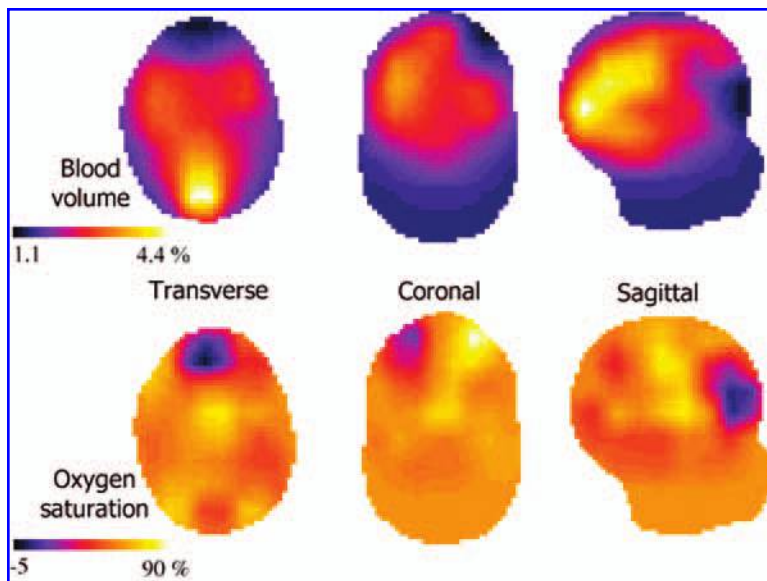 Blood
volume
1.1 4.4 %
Transverse Coronal Sagittal
Oxygen
saturation
-5 90 %